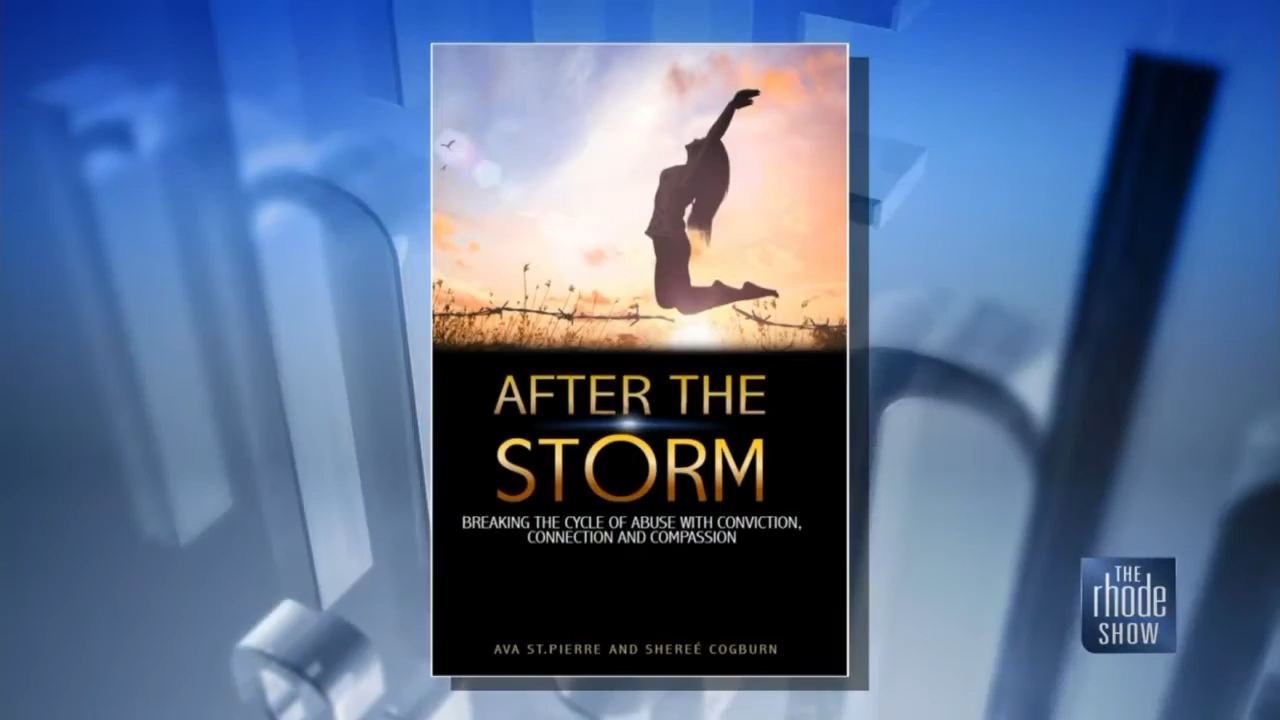 AFTER THE
STORM
BREAKING THE CYCLE OF ABUSE WITH CONVICTION,
CONNECTION AND COMPASSION
AVA ST.PIERRE AND SHEREÉ COGBURN
THE
rhode
SHOW